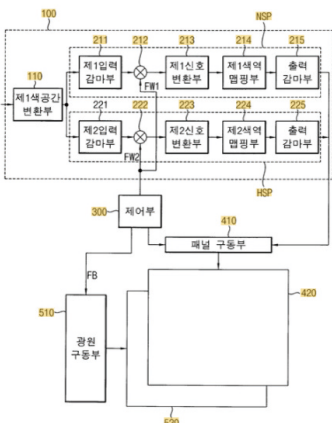 100
NSP
211
212
213
214
215
제1입력
감마부
제1신호
변환부
제1색역
맵핑부
출력
감마부
110
제1색공간
변환부
FW1
221
222
223
224
225
제2입력
감마부
제2신호
변환부
제2색역
맵핑부
출력
감마부
FW2
HSP
300
제어부
410
패널 구동부
420
FB
510
광원
구동부
520